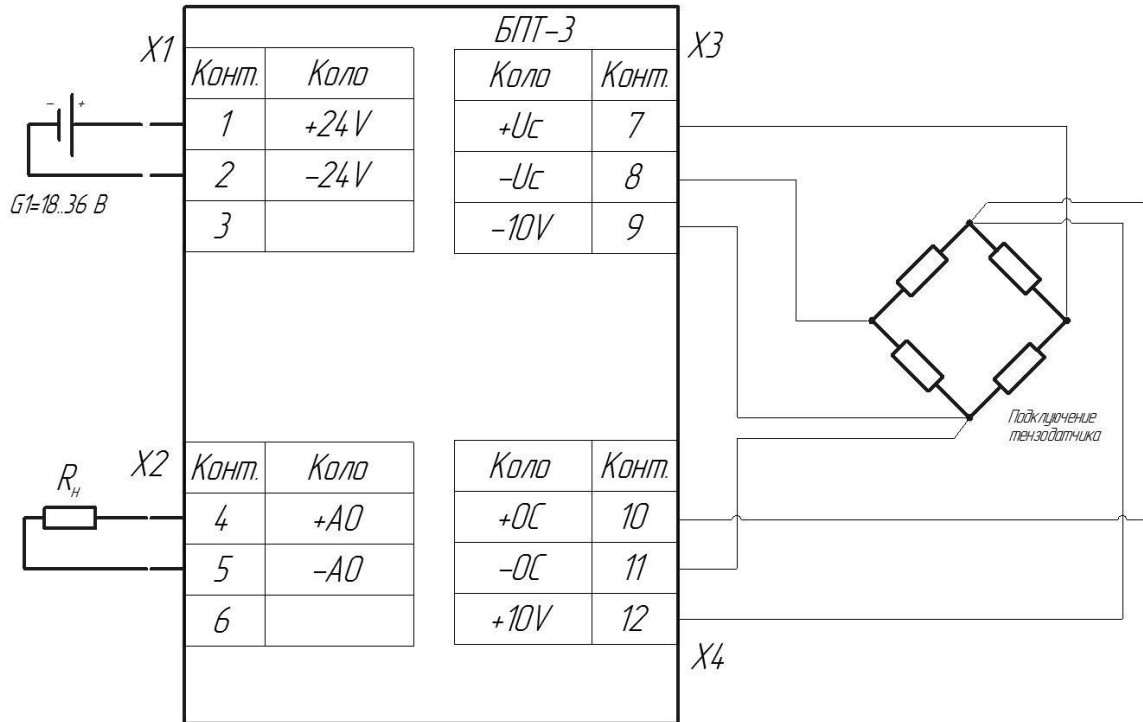 БПТ-3
X1
Конт. Коло
1 +24V
2 -24V
3
- +
G1=18..36 В
X3
Коло Конт.
+Uc 7
-Uc 8
-10V 9
Подключение
тензодатчика
X2
Конт. Коло
4 +AO
5 -AO
6
Rн
Коло Конт.
+OC 10
-OC 11
+10V 12
X4